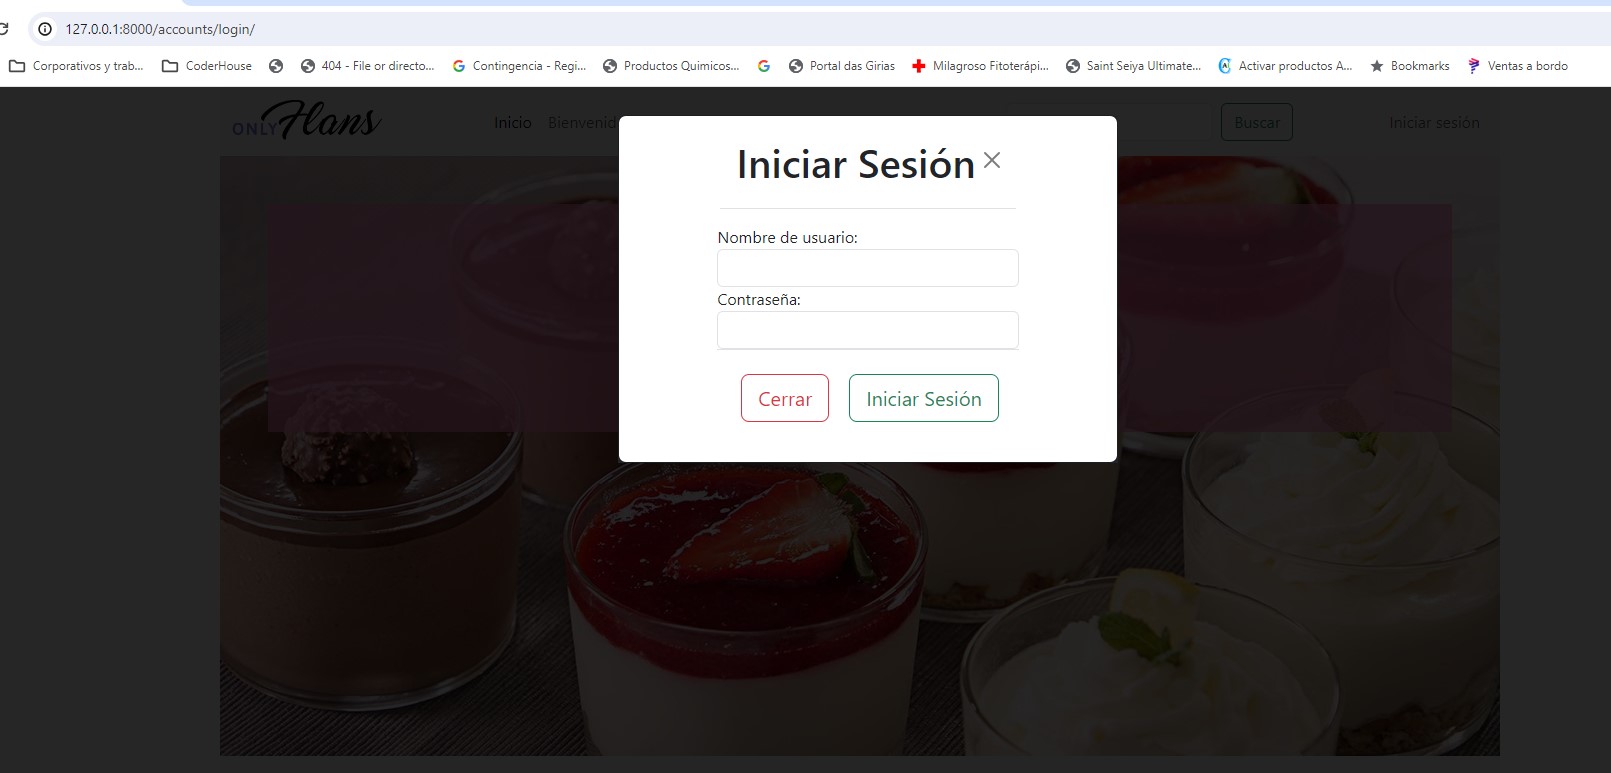 127.0.0.1:8000/accounts/login/
Corporativos y trab... CoderHouse 404 - File or directo... Contingencia - Regi... Productos Quimicos... Portal das Girias Milagroso Fitoterápi... Saint Seiya Ultimate... Activar productos A... Bookmarks Ventas a bordo
ONLY Flans Inicio Bienvenid Buscar Iniciar sesión
Iniciar Sesión
Nombre de usuario:
Contraseña:
Cerrar Iniciar Sesión